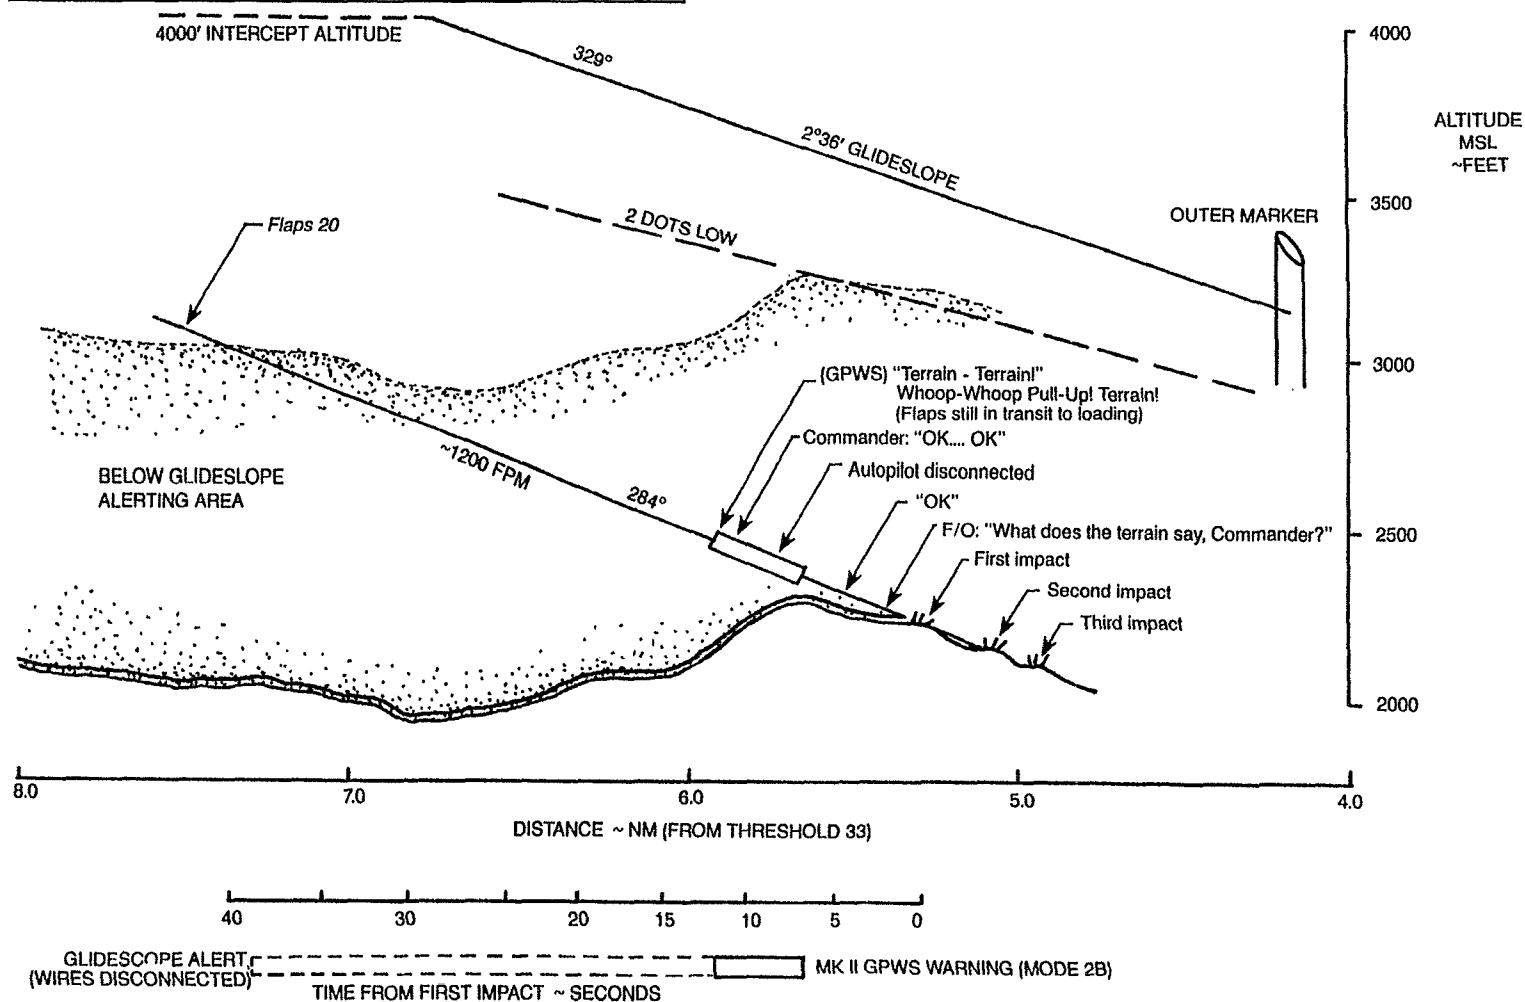 4000' INTERCEPT ALTITUDE
329°
2°36' GLIDESLOPE
2 DOTS LOW
Flaps 20
OUTER MARKER
4000
ALTITUDE
MSL
~FEET
3500
3000
2500
2000
(GPWS) "Terrain - Terrain!"
Whoop-Whoop Pull-Up! Terrain!
(Flaps still in transit to loading)
Commander: "OK.... OK"
Autopilot disconnected
"OK"
F/O: "What does the terrain say, Commander?"
First impact
Second impact
Third impact
~1200 FPM
284°
BELOW GLIDESLOPE
ALERTING AREA
8.0 7.0 6.0 5.0 4.0
DISTANCE ~ NM (FROM THRESHOLD 33)
40 30 20 15 10 5 0
GLIDESCOPE ALERT
(WIRES DISCONNECTED)
MK II GPWS WARNING (MODE 2B)
TIME FROM FIRST IMPACT ~ SECONDS